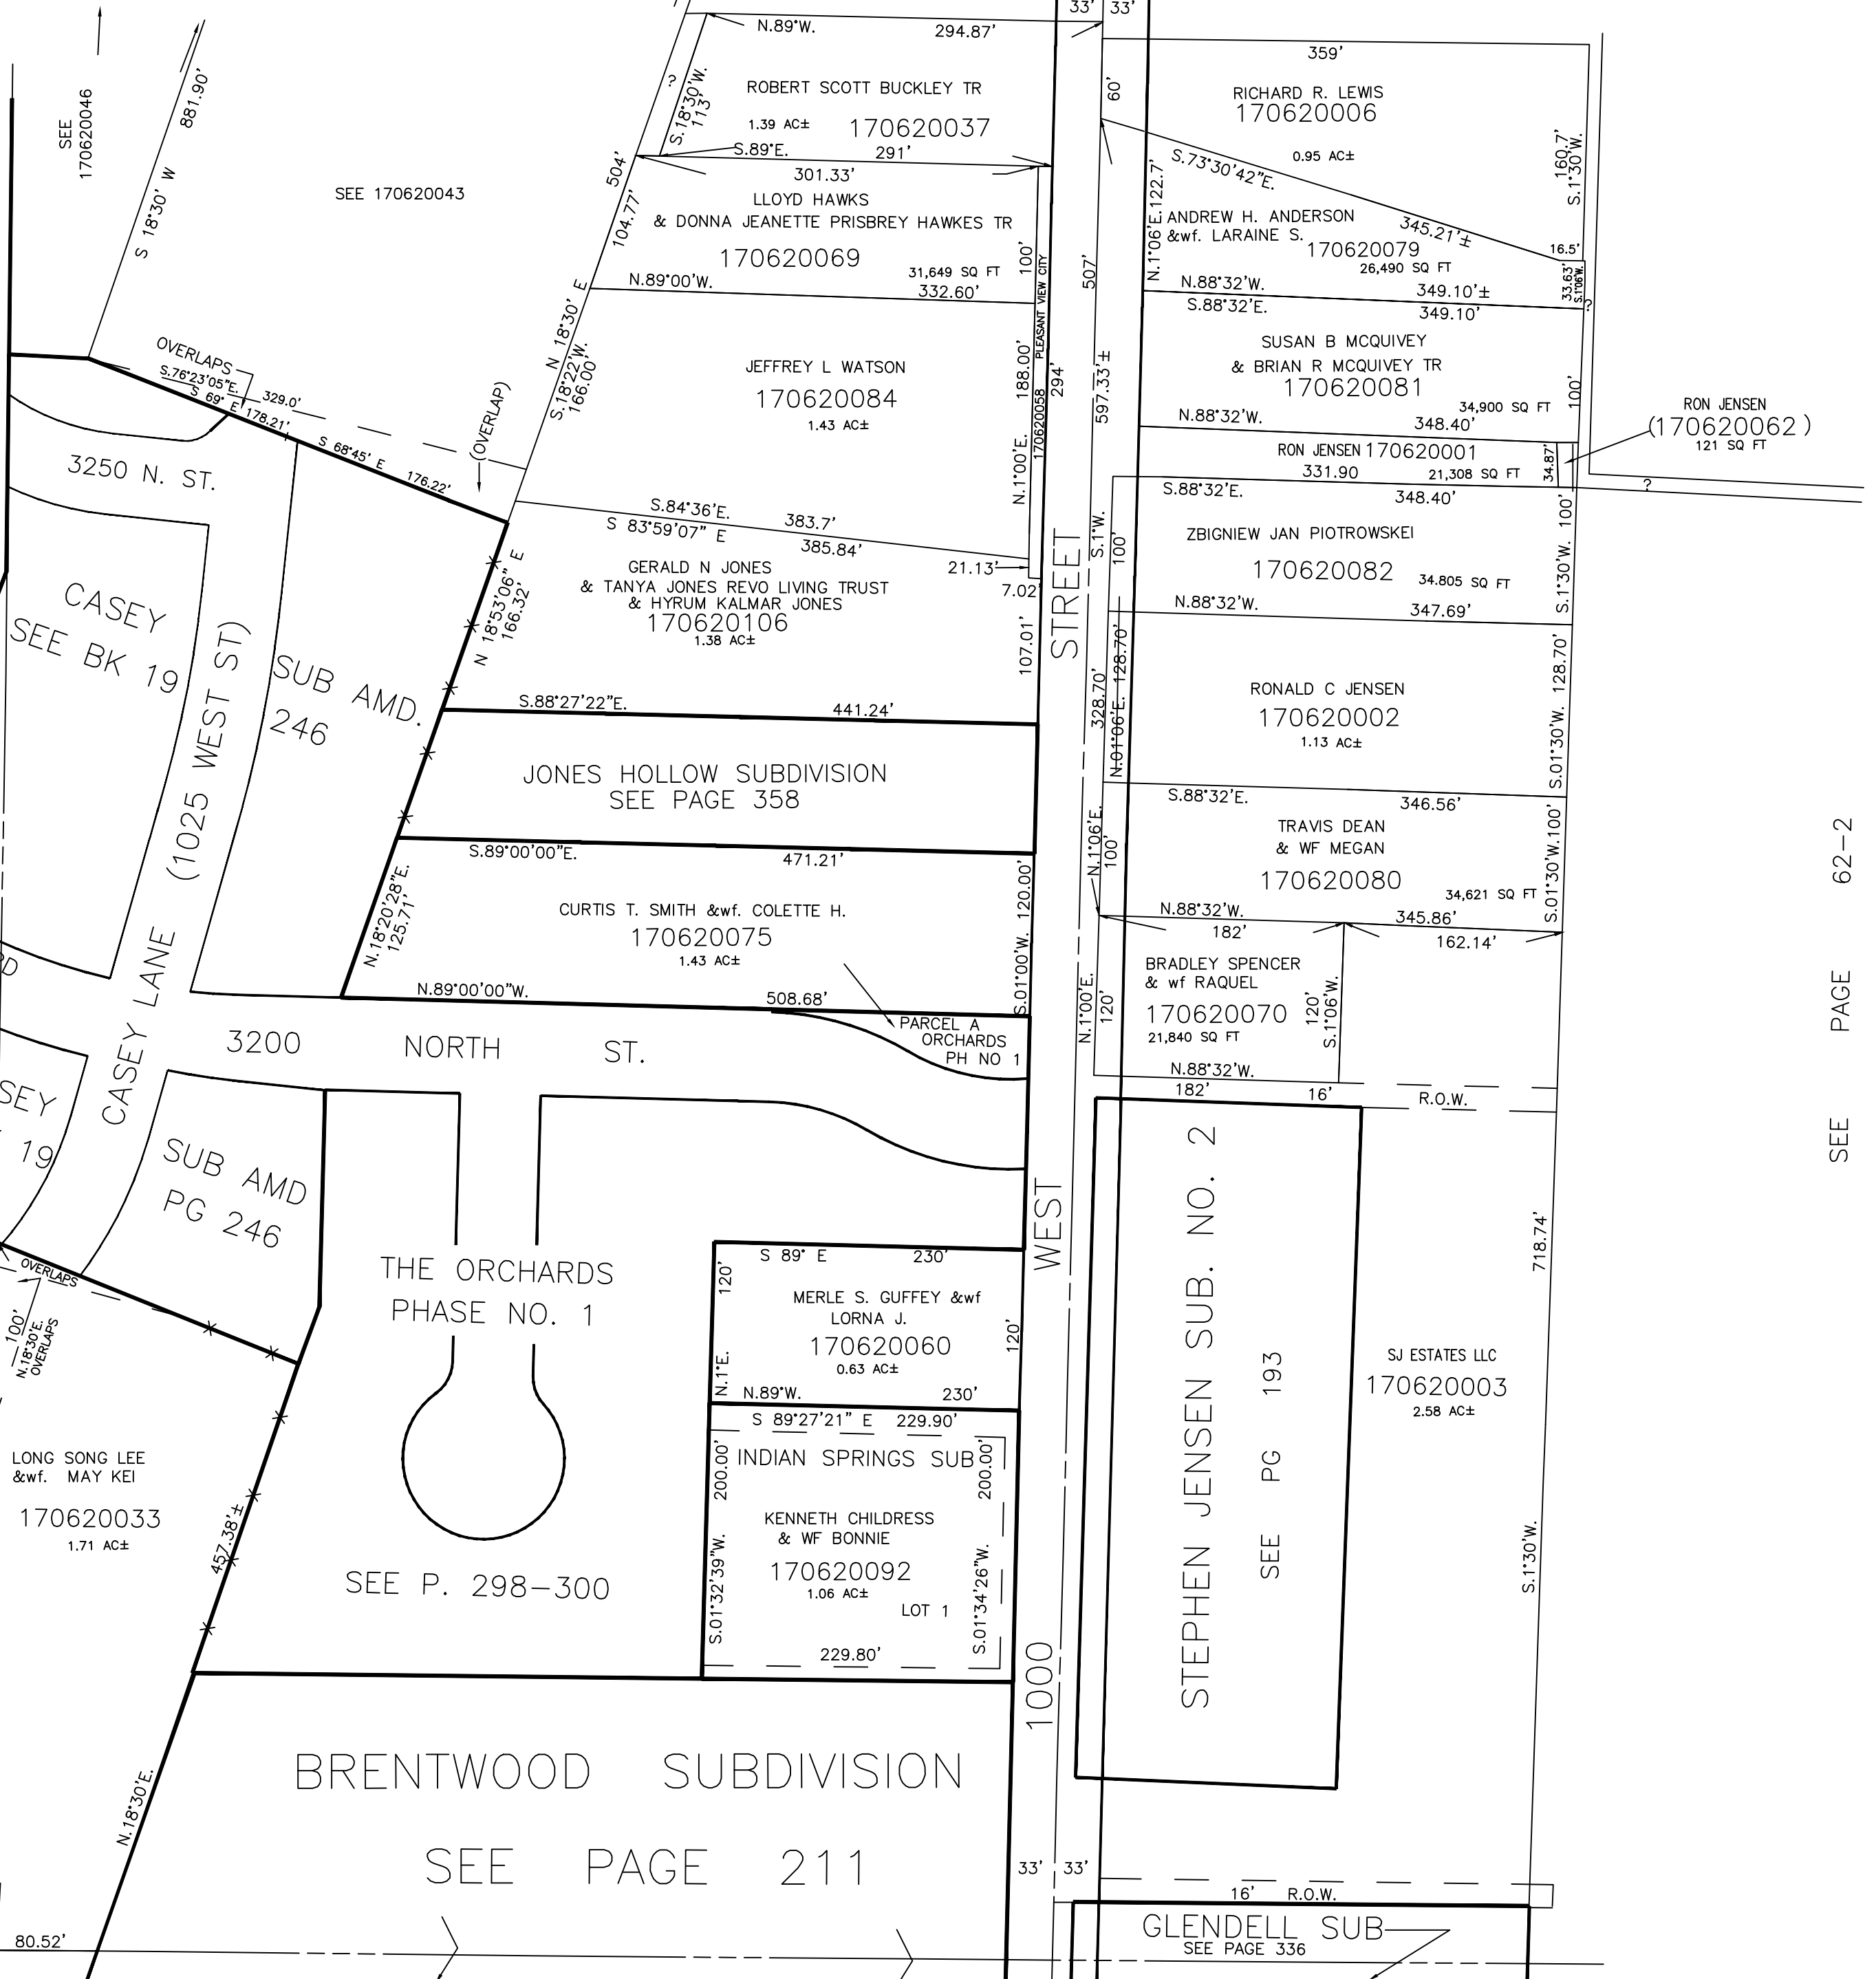 33' 33'
N.89°W. 294.87'
359'
881.90'
SEE
170620046
S 18°30' W
SEE 170620043
?
S.18°30'W.
113'
ROBERT SCOTT BUCKLEY TR
1.39 AC± 170620037
S.89°E. 291'
60'
RICHARD R. LEWIS
170620006
0.95 AC±
160.7'
S.1°30'W.
504'
301.33'
LLOYD HAWKS
& DONNA JEANETTE PRISBREY HAWKES TR
170620069
31,649 SQ FT
104.77'
100'
N.89°00'W. 332.60'
S.73°30'42"E.
345.21'±
N.1°06'E. 122.7'
ANDREW H. ANDERSON
&wf. LARAINE S.
170620079
26,490 SQ FT
16.5'
33.63'
S.1°06'W.
?
507'
N.88°32'W. 349.10'±
S.88°32'E. 349.10'
SUSAN B MCQUIVEY
& BRIAN R MCQUIVEY TR
170620081
34,900 SQ FT
100'
N.88°32'W. 348.40'
RON JENSEN
(170620062)
121 SQ FT
RON JENSEN 170620001
331.90 21,308 SQ FT
34.87'
?
N 18°30' E
S.18°22'W.
166.00'
JEFFREY L WATSON
170620084
1.43 AC±
188.00'
N.1°00'E.
170620058 PLEASANT VIEW CITY
294'
597.33'±
S.1°W.
OVERLAPS
S.76°23'05"E.
329.0'
S 69° E 178.21'
S 68°45' E 176.22'
(OVERLAP)
3250 N. ST.
S.84°36'E. 383.7'
S 83°59'07" E 385.84'
21.13'
7.02'
GERALD N JONES
& TANYA JONES REVO LIVING TRUST
& HYRUM KALMAR JONES
170620106
1.38 AC±
107.01'
N 18°53'06" E
166.32'
S.88°27'22"E. 441.24'
S.88°32'E. 348.40'
ZBIGNIEW JAN PIOTROWSKEI
170620082 34.805 SQ FT
100'
S.1°30'W. 100'
N.88°32'W. 347.69'
STREET
CASEY
SEE BK 19
SUB AMD.
246
CASEY LANE (1025 WEST ST)
328.70'
N.01°06'E. 128.70'
RONALD C JENSEN
170620002
1.13 AC±
S.01°30'W. 128.70'
S.88°32'E. 346.56'
JONES HOLLOW SUBDIVISION
SEE PAGE 358
S.89°00'00"E. 471.21'
TRAVIS DEAN
& WF MEGAN
170620080
34,621 SQ FT
N.1°06'E.
100'
S.01°30'W. 100'
N.88°32'W. 345.86'
182' 162.14'
N.18°20'28"E.
125.71'
CURTIS T. SMITH &wf. COLETTE H.
170620075
1.43 AC±
S.01°00'W. 120.00'
N.89°00'00"W. 508.68'
BRADLEY SPENCER
& wf RAQUEL
170620070
21,840 SQ FT
N.1°00'E.
120'
120'
S.1°06'W.
N.88°32'W.
182' 16' R.O.W.
SEE PAGE 62-2
PARCEL A
ORCHARDS
PH NO 1
3200 NORTH ST.
SEY
19
SUB AMD
PG 246
OVERLAPS
100'
N.18°30'E.
OVERLAPS
THE ORCHARDS
PHASE NO. 1
SEE P. 298-300
S 89° E 230'
120'
N.1°E.
MERLE S. GUFFEY &wf
LORNA J.
170620060
0.63 AC±
120'
N.89°W. 230'
WEST
S 89°27'21" E 229.90'
INDIAN SPRINGS SUB
200.00'
S.01°32'39"W.
KENNETH CHILDRESS
& WF BONNIE
170620092
1.06 AC±
LOT 1
200.00'
S.01°34'26"W.
229.80'
STEPHEN JENSEN SUB. NO. 2
SEE PG 193
718.74'
SJ ESTATES LLC
170620003
2.58 AC±
S.1°30'W.
LONG SONG LEE
&wf. MAY KEI
170620033
1.71 AC±
457.38'±
1000
N.18°30'E.
BRENTWOOD SUBDIVISION
SEE PAGE 211
33' 33'
16' R.O.W.
GLENDELL SUB
SEE PAGE 336
80.52'